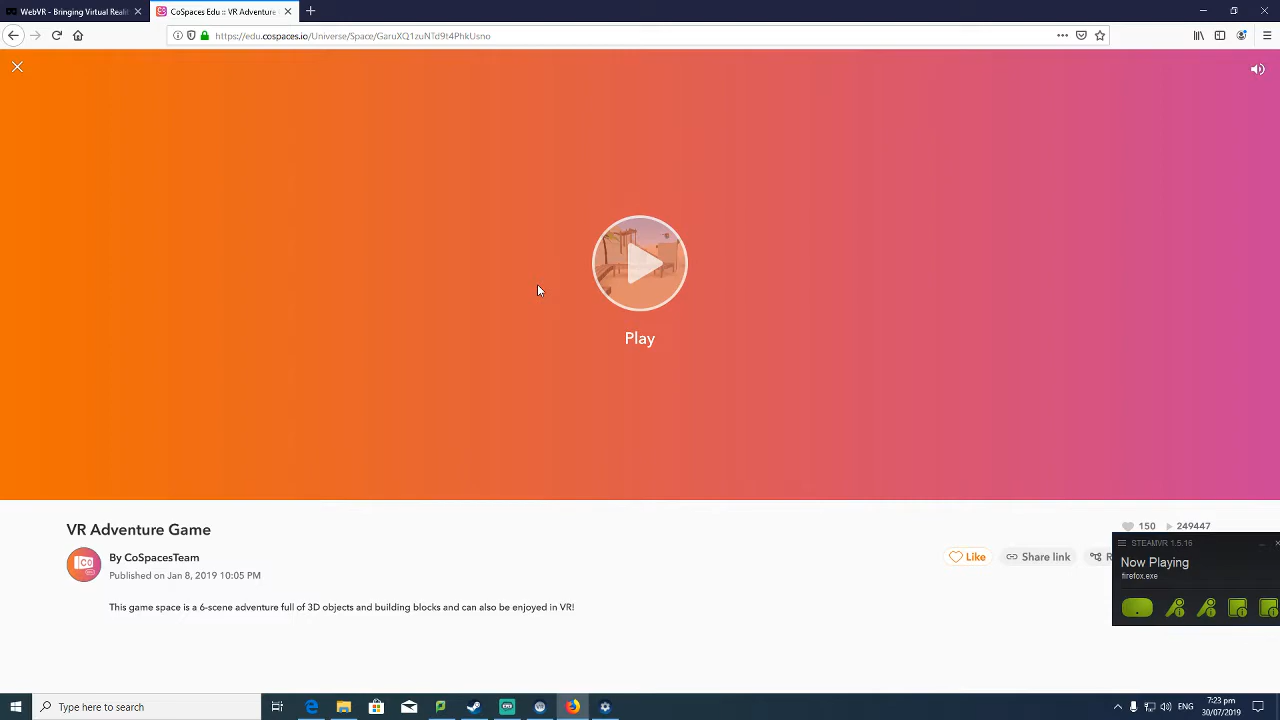 WebVR - Bringing Virtual Reali
CoSpaces Edu :: VR Adventure
https://edu.cospaces.io/Universe/Space/GaruXQ1zuNTd9t4PhkUsno
Play
VR Adventure Game
150 249447
By CoSpacesTeam
Published on Jan 8, 2019 10:05 PM
Like Share link R
This game space is a 6-scene adventure full of 3D objects and building blocks and can also be enjoyed in VR!
STEAMVR 1.5.16
Now Playing
firefox.exe
Type here to search
7:23 pm
30/07/2019